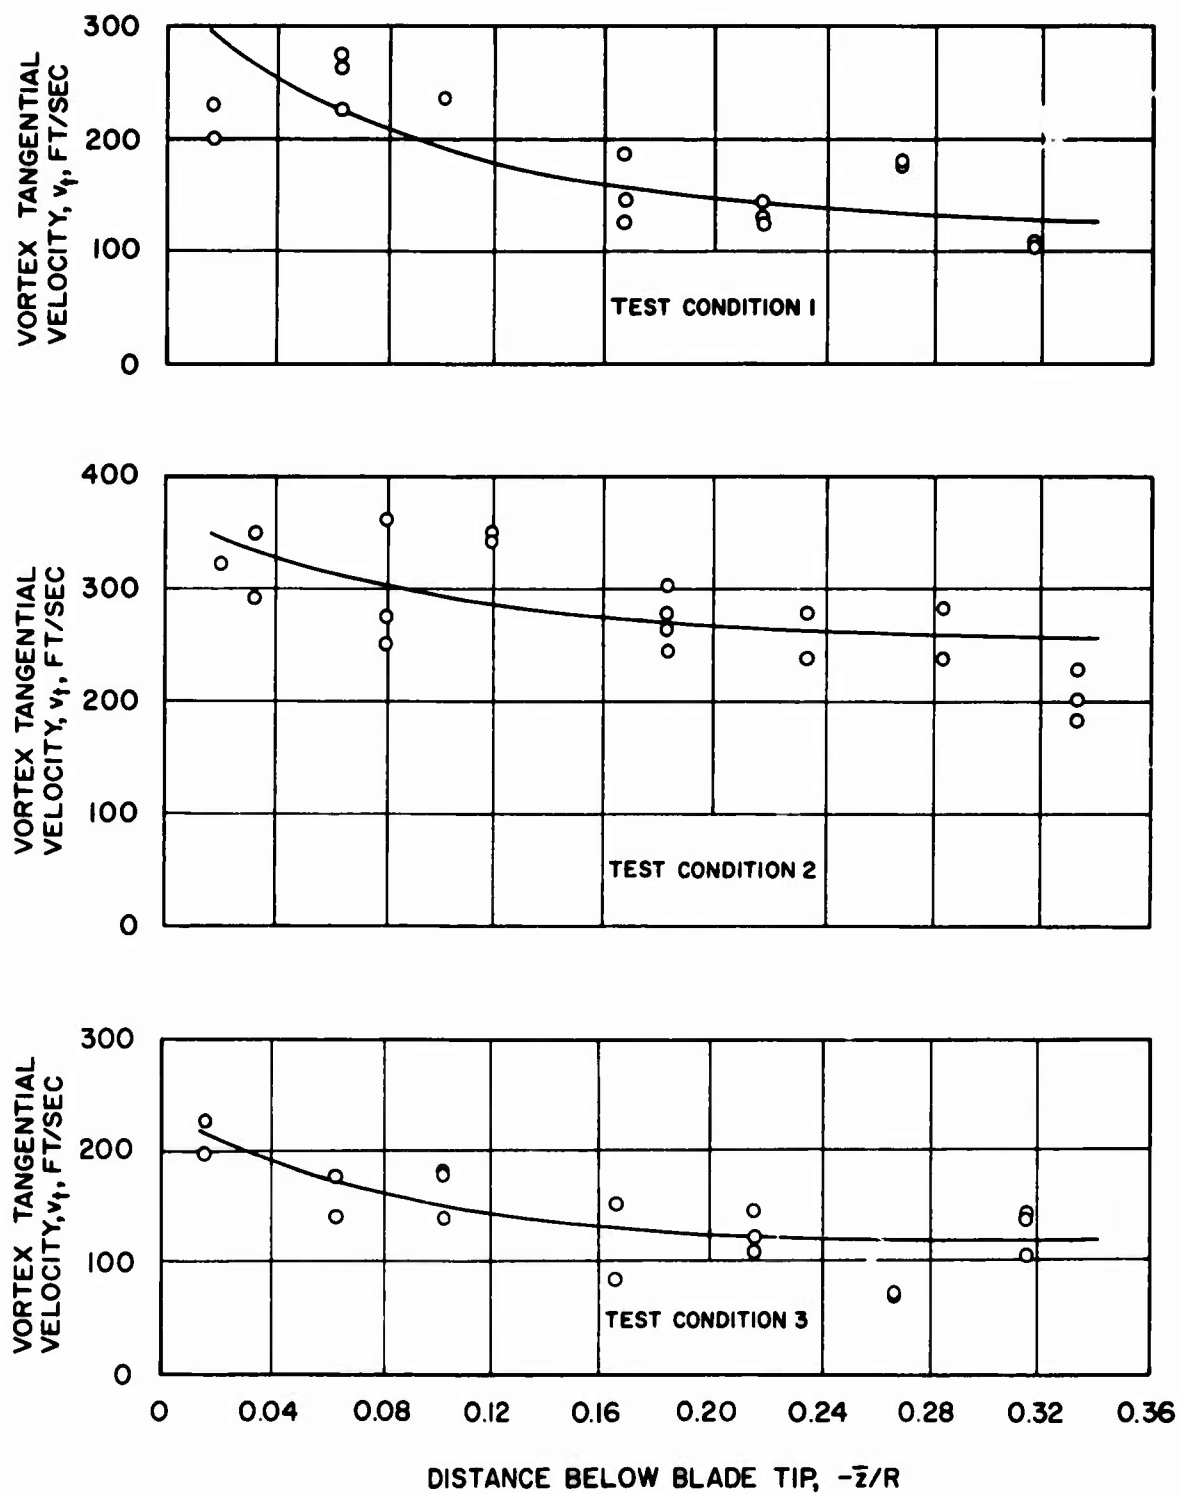 300
200
100
0
VORTEX TANGENTIAL
VELOCITY, vt, FT/SEC
TEST CONDITION 1
400
300
200
100
0
VORTEX TANGENTIAL
VELOCITY, vt, FT/SEC
TEST CONDITION 2
300
200
100
0
VORTEX TANGENTIAL
VELOCITY, vt, FT/SEC
TEST CONDITION 3
0 0.04 0.08 0.12 0.16 0.20 0.24 0.28 0.32 0.36
DISTANCE BELOW BLADE TIP, -z̄/R